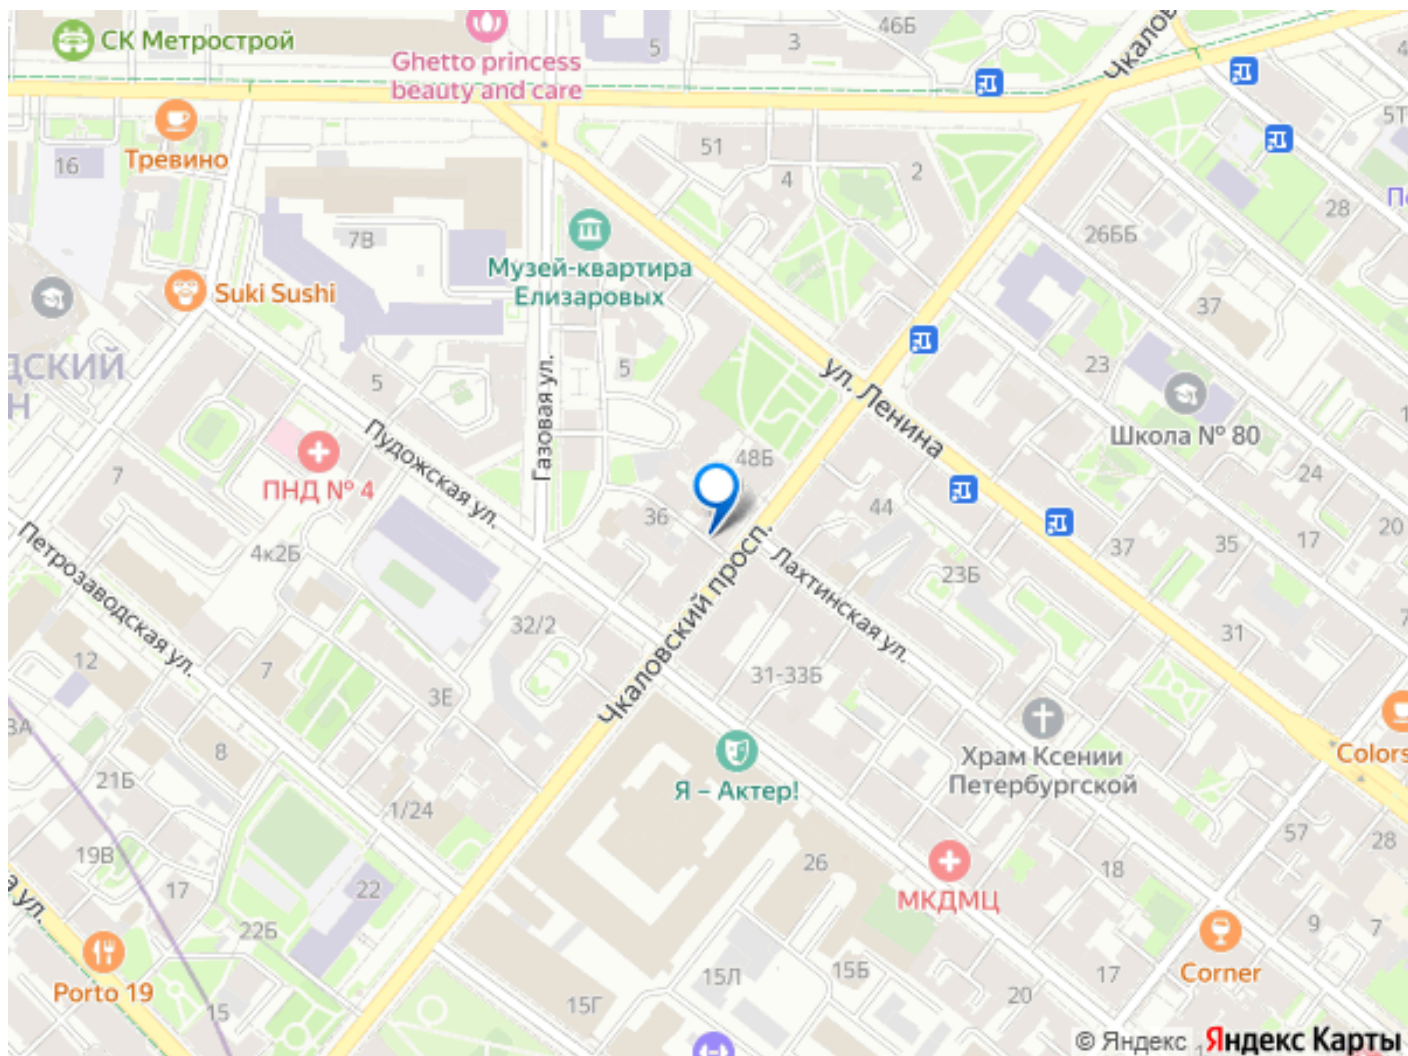 СК Метрострой
Ghetto princess
beauty and care
5
3
46Б
Чкалов
Тревино
16
51
4
2
7В
28
26ББ
Музей-квартира
Елизаровых
Suki Sushi
37
дский
н
5
5
Газовая ул.
ул. Ленина
23
Школа № 80
Пудожская ул.
ПНД № 4
7
48Б
24
36
44
20
17
35
37
Петрозаводская ул.
4к2Б
Чкаловский просп.
Лахтинская ул.
23Б
32/2
31
12
7
3Е
31-33Б
3А
8
Храм Ксении
Петербургской
Colors
21Б
Я – Актер!
1/24
57
28
19В
26
18
17
22
МКДМЦ
а ул.
22Б
9
7
Porto 19
15
15Г
15Л
15Б
20
17
Corner
© Яндекс Яндекс Карты